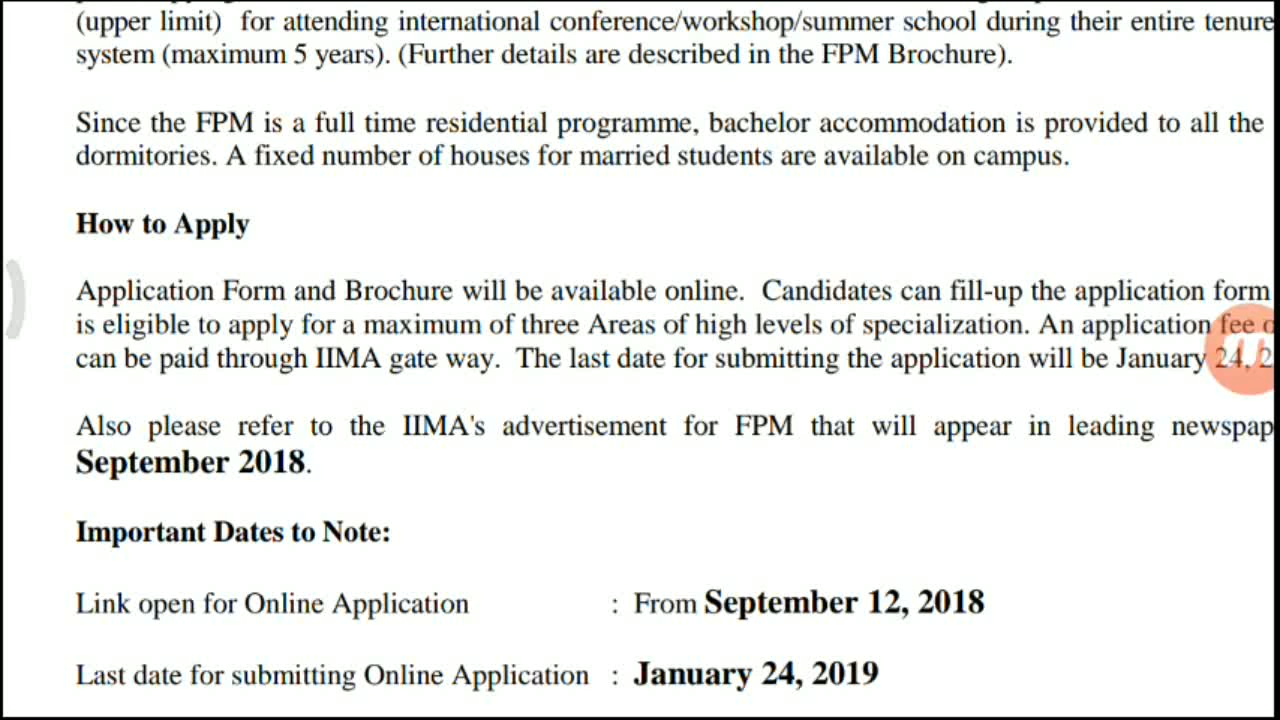 (upper limit) for attending international conference/workshop/summer school during their entire tenure
system (maximum 5 years). (Further details are described in the FPM Brochure).
Since the FPM is a full time residential programme, bachelor accommodation is provided to all the
dormitories. A fixed number of houses for married students are available on campus.
How to Apply
Application Form and Brochure will be available online. Candidates can fill-up the application form
is eligible to apply for a maximum of three Areas of high levels of specialization. An application fee
can be paid through IIMA gate way. The last date for submitting the application will be January 24, 2
Also please refer to the IIMA's advertisement for FPM that will appear in leading newspap
September 2018.
Important Dates to Note:
Link open for Online Application : From September 12, 2018
Last date for submitting Online Application : January 24, 2019